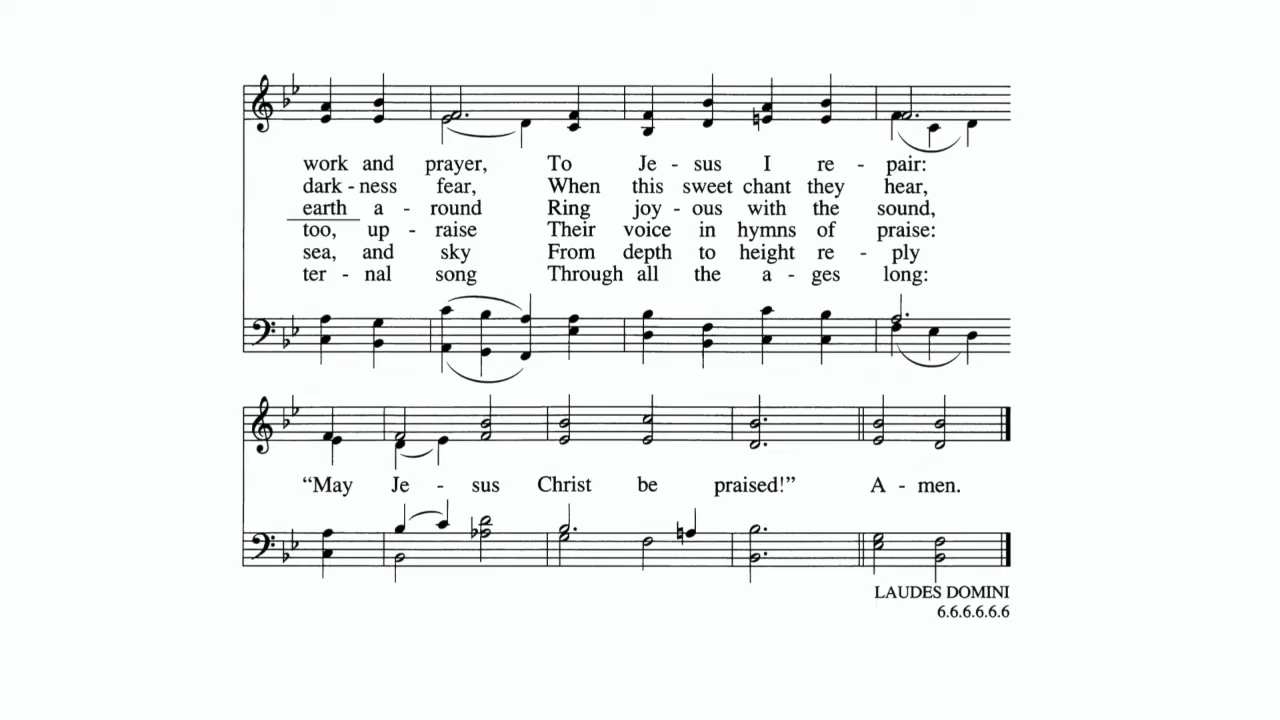 work and prayer, To Je - sus I re - pair:
dark - ness fear, When this sweet chant they hear,
earth a - round Ring joy - ous with the sound,
too, up - raise Their voice in hymns of praise:
sea, and sky From depth to height re - ply
ter - nal song Through all the a - ges long:
“May Je - sus Christ be praised!” A - men.
LAUDES DOMINI
6.6.6.6.6.6